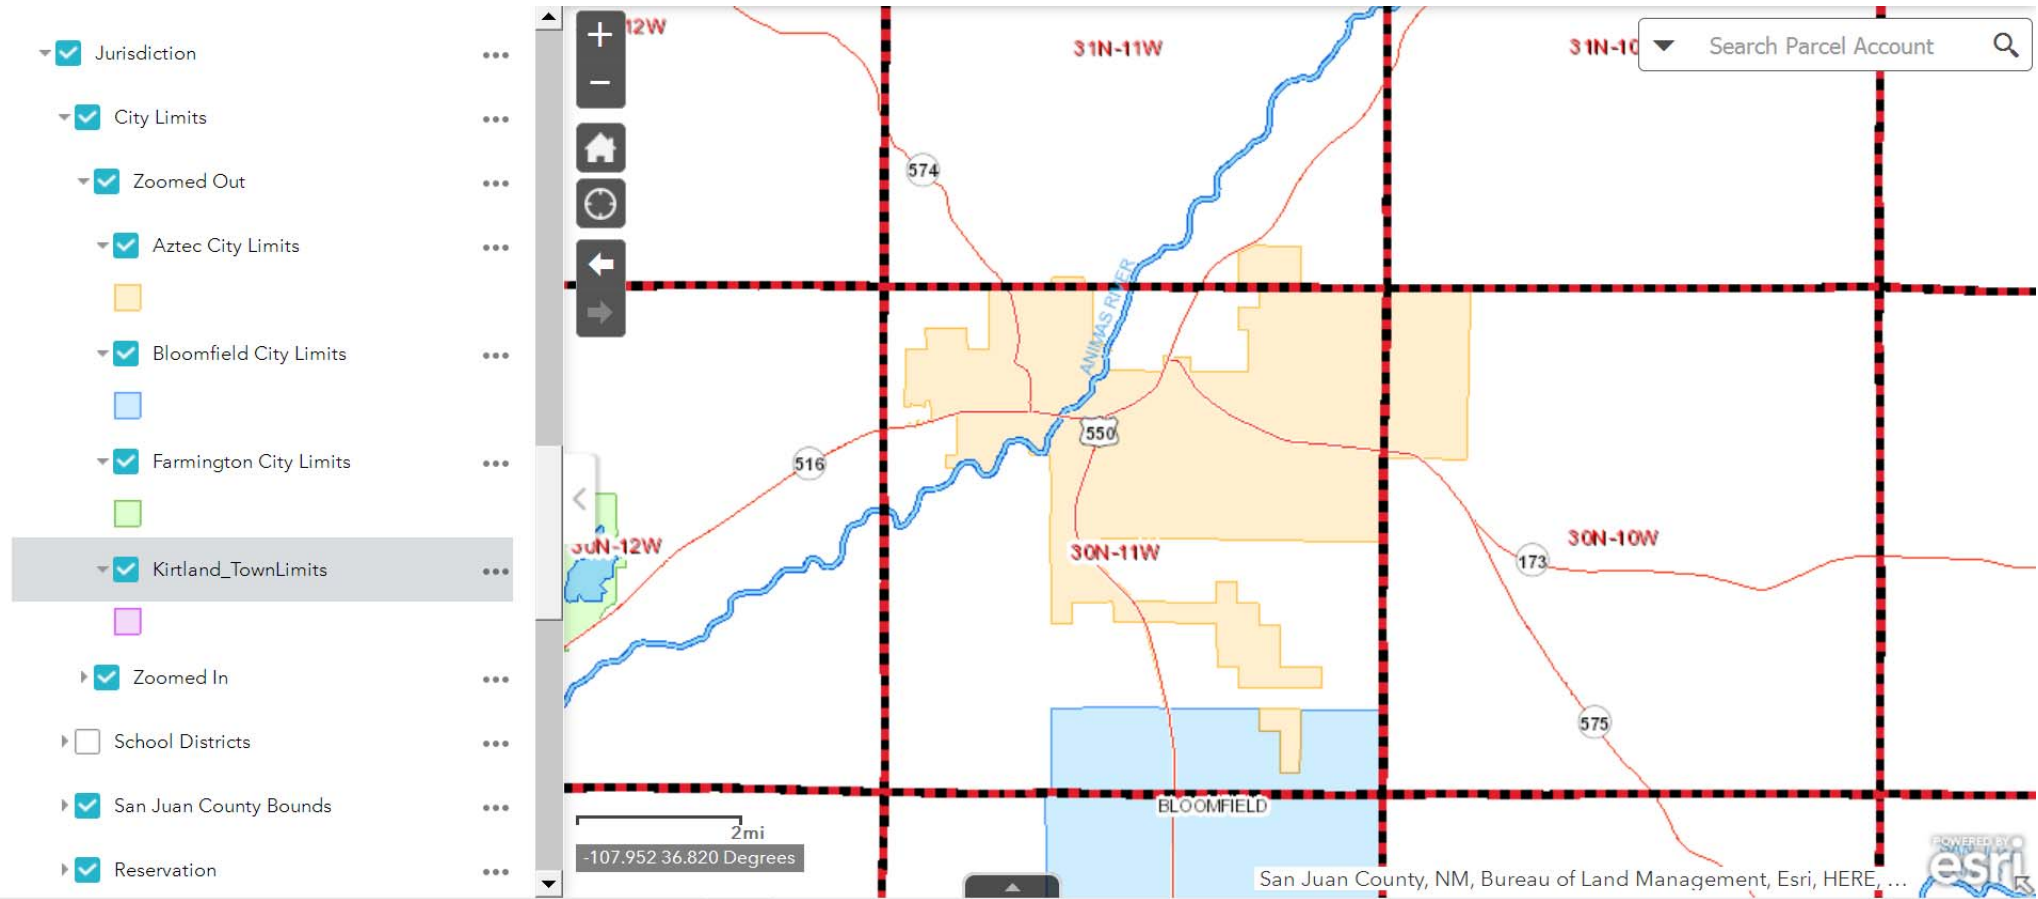 Jurisdiction
City Limits
Zoomed Out
Aztec City Limits
Bloomfield City Limits
Farmington City Limits
Kirtland_TownLimits
Zoomed In
School Districts
San Juan County Bounds
Reservation
12W
31N-11W
31N-10
Search Parcel Account
574
ANIMAS RIVER
550
516
30N-12W
30N-11W
30N-10W
173
575
BLOOMFIELD
2mi
-107.952 36.820 Degrees
San Juan County, NM, Bureau of Land Management, Esri, HERE, ...
POWERED BY
esri